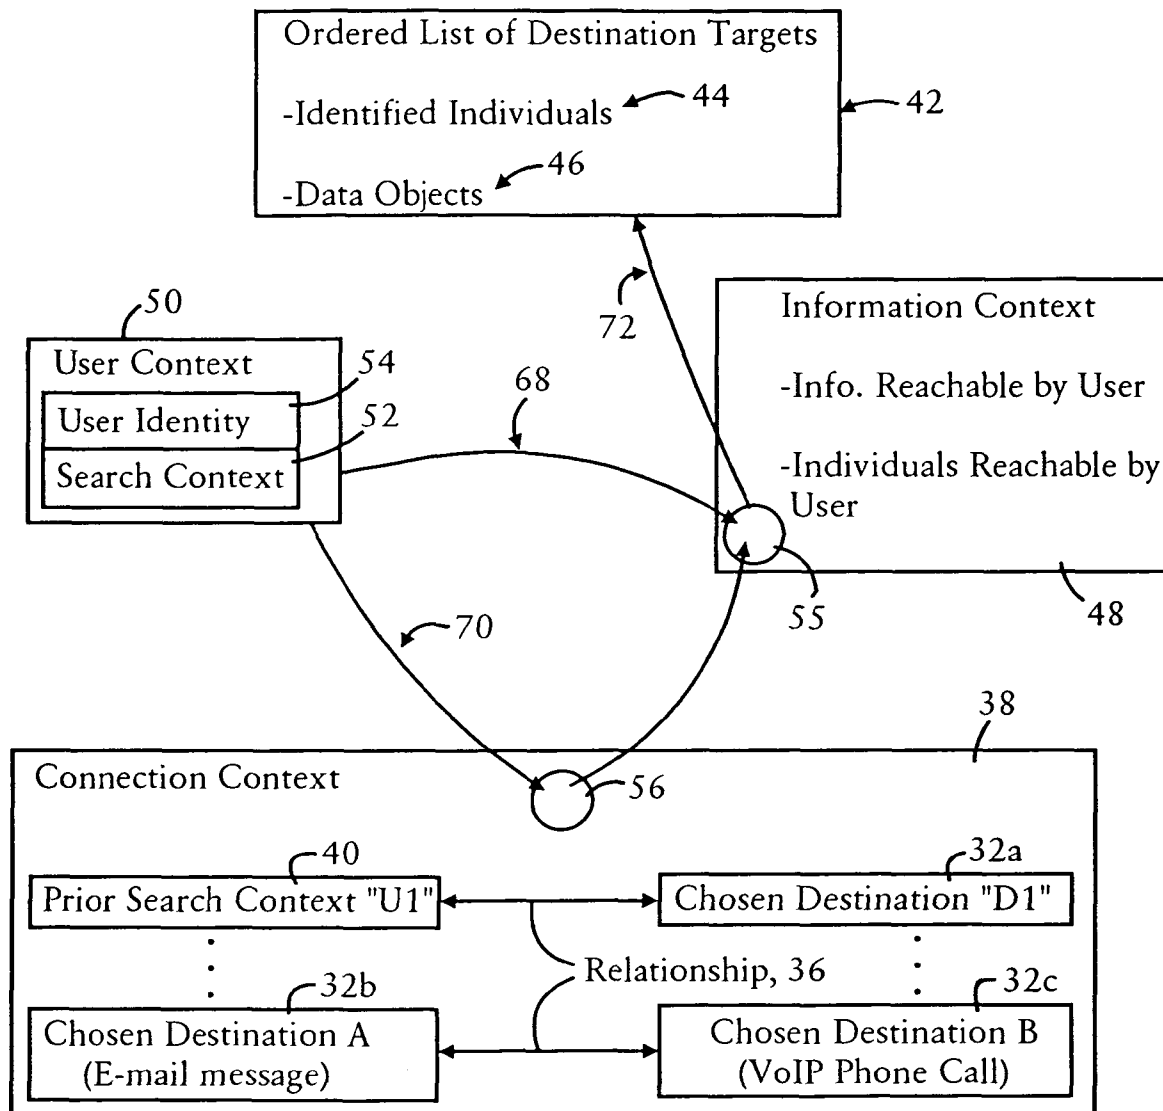 Ordered List of Destination Targets
-Identified Individuals
44
42
-Data Objects
46
72
Information Context
-Info. Reachable by User
-Individuals Reachable by
User
50
User Context
54
User Identity
52
Search Context
68
55
48
70
38
Connection Context
56
40
32a
Prior Search Context "U1"
Chosen Destination "D1"
Relationship, 36
32b
32c
Chosen Destination A
(E-mail message)
Chosen Destination B
(VoIP Phone Call)